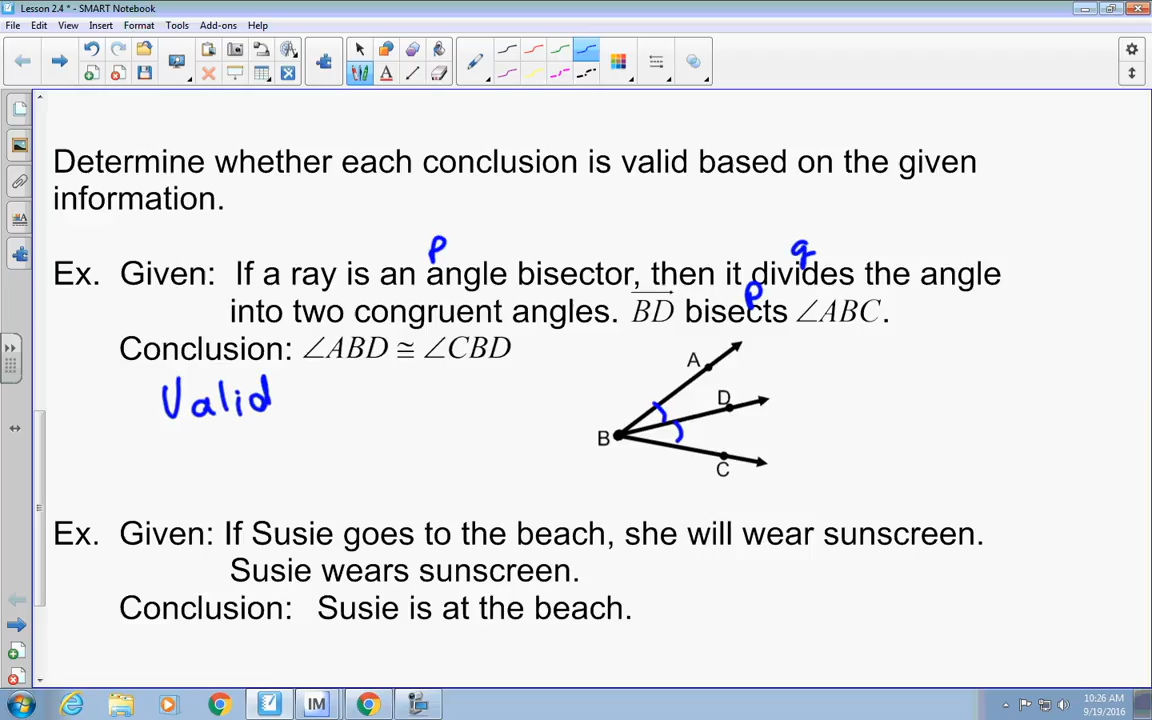 Lesson 2.4 * - SMART Notebook
File Edit View Insert Format Tools Add-ons Help
Determine whether each conclusion is valid based on the given
information.
p q
Ex. Given: If a ray is an angle bisector, then it divides the angle
p
into two congruent angles. BD bisects ∠ABC.
Conclusion: ∠ABD ≅ ∠CBD
A
Valid
D
B
C
Ex. Given: If Susie goes to the beach, she will wear sunscreen.
Susie wears sunscreen.
Conclusion: Susie is at the beach.
IM
10:26 AM
9/19/2016